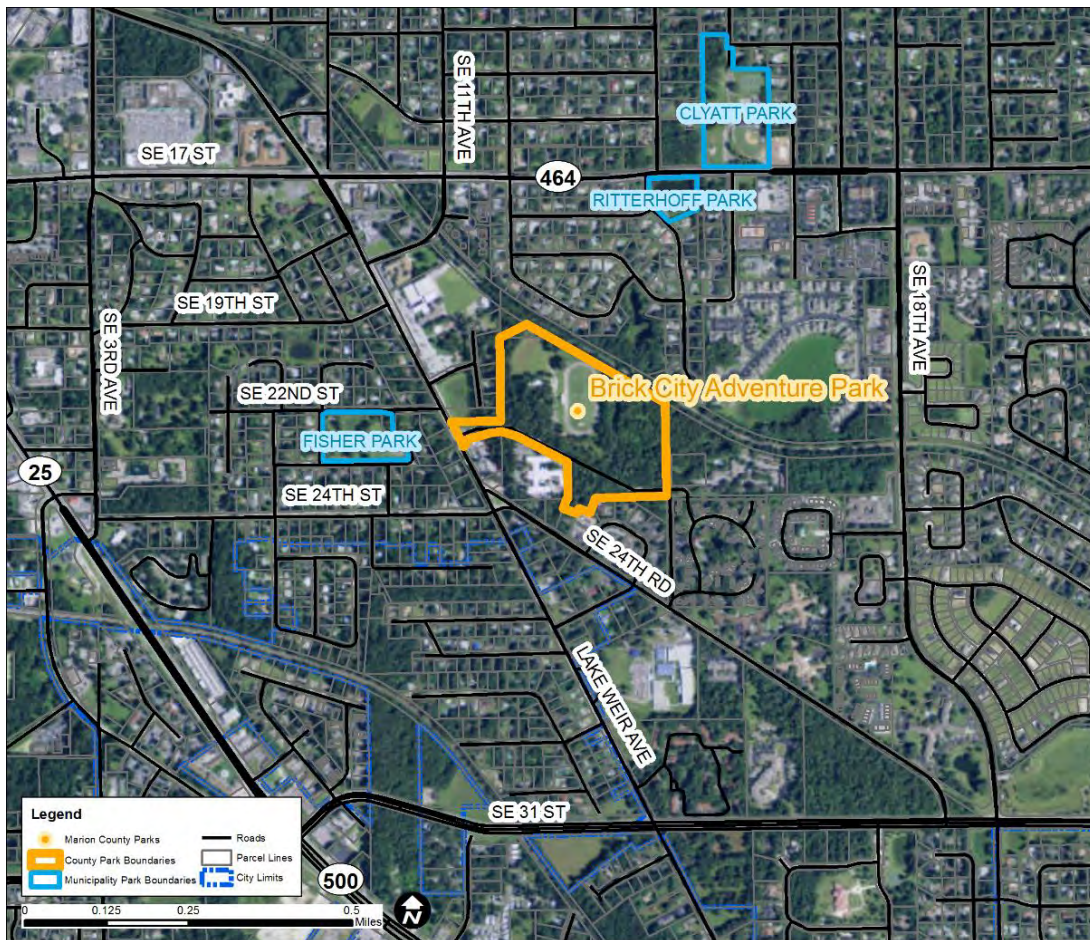 CLYATT PARK
SE 11TH AVE
SE 17 ST
464
RITTERHOFF PARK
SE 19TH ST
SE 3RD AVE
SE 18TH AVE
SE 22ND ST
Brick City Adventure Park
FISHER PARK
25
SE 24TH ST
SE 24TH RD
LAKE WEIR AVE
SE 31 ST
500
Legend
Marion County Parks
County Park Boundaries
Municipality Park Boundaries
Roads
Parcel Lines
City Limits
0 0.125 0.25 0.5
Miles
N